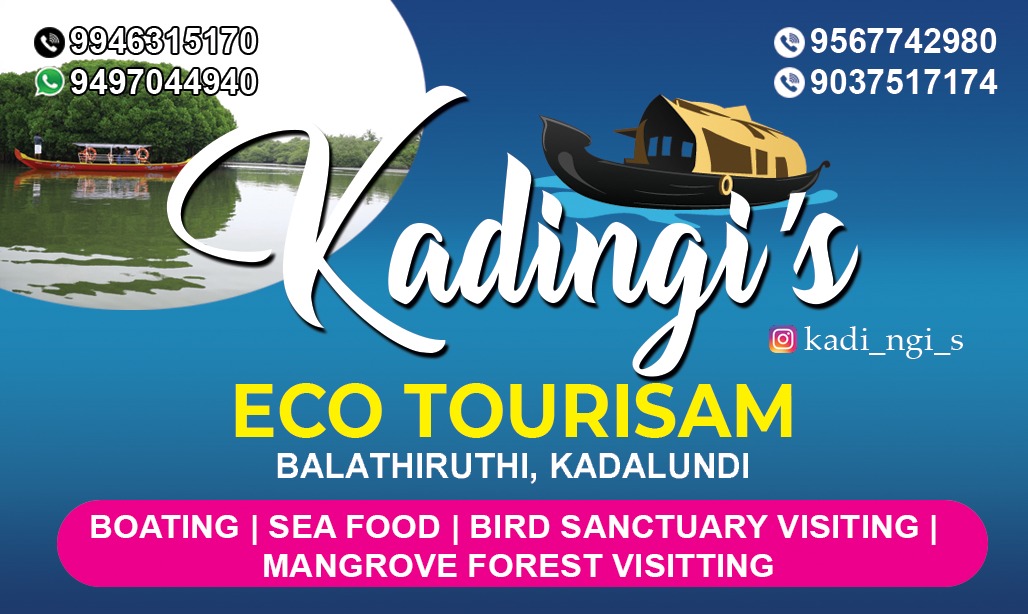 9946315170
9497044940
9567742980
9037517174
Kadingi's
kadi_ngi_s
ECO TOURISAM
BALATHIRUTHI, KADALUNDI
BOATING | SEA FOOD | BIRD SANCTUARY VISITING |
MANGROVE FOREST VISITTING